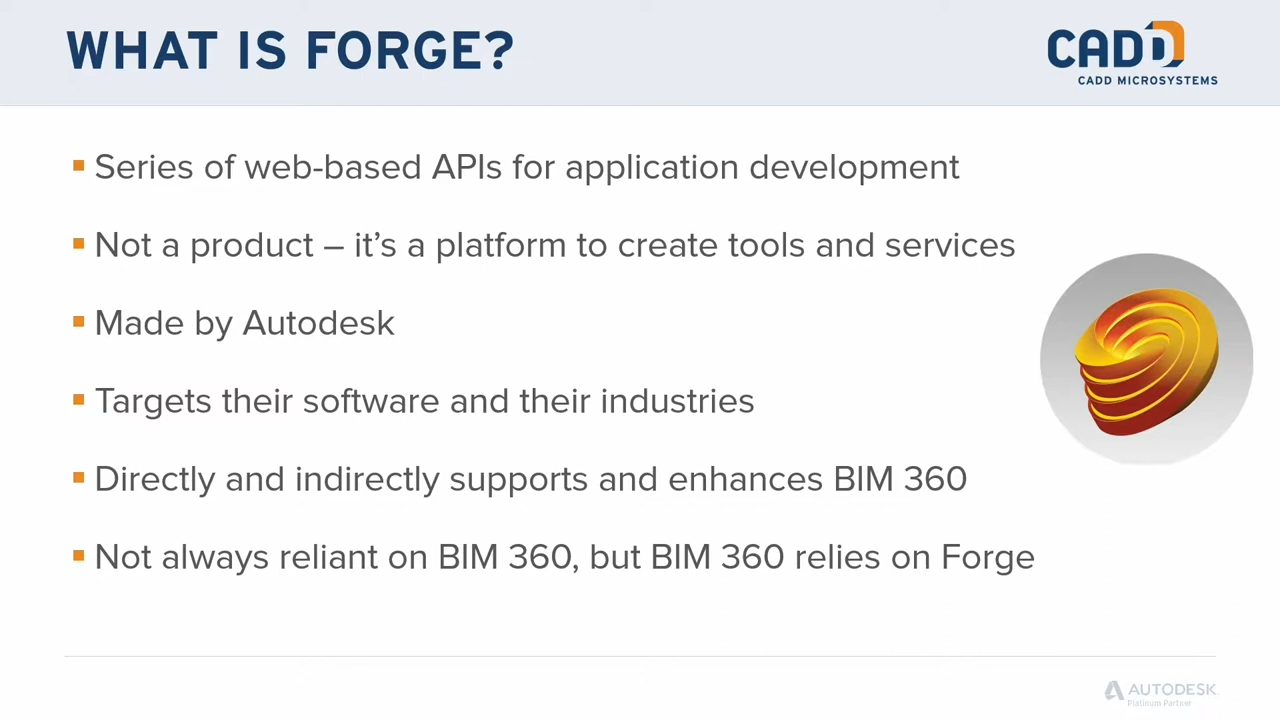 WHAT IS FORGE?
CADD
CADD MICROSYSTEMS
Series of web-based APIs for application development
Not a product – it’s a platform to create tools and services
Made by Autodesk
Targets their software and their industries
Directly and indirectly supports and enhances BIM 360
Not always reliant on BIM 360, but BIM 360 relies on Forge
AUTODESK
Platinum Partner